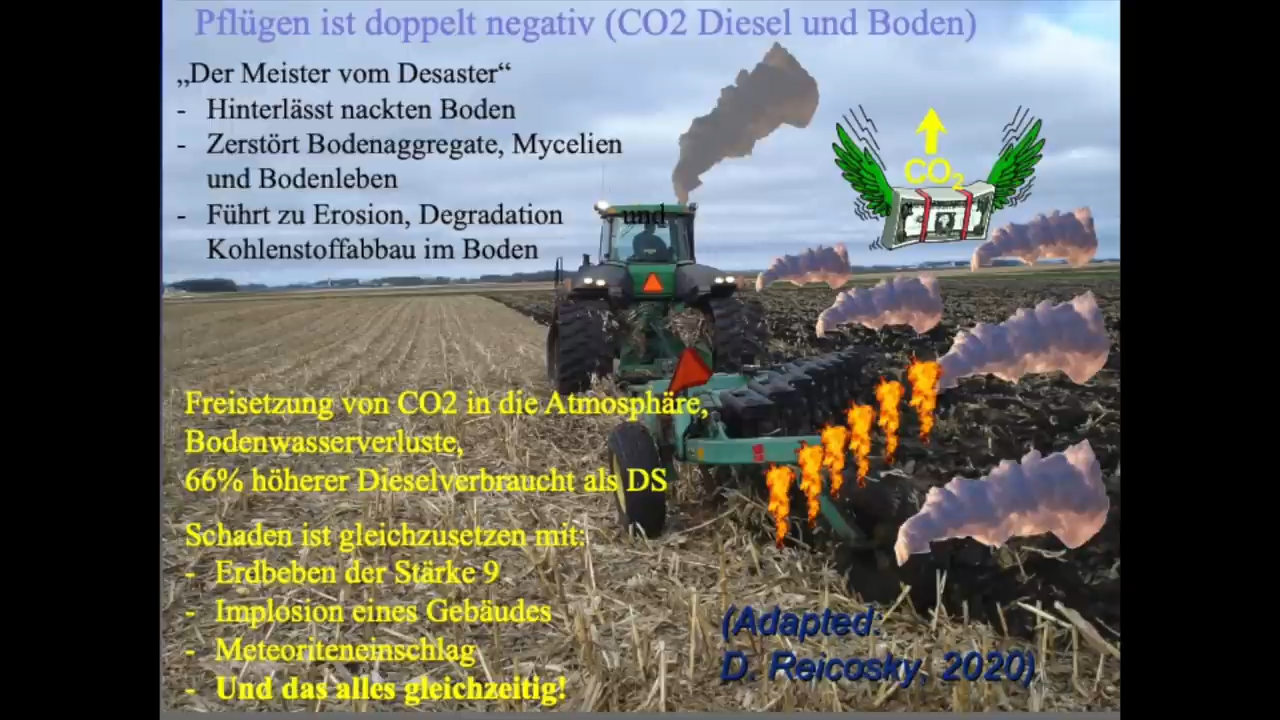 Pflügen ist doppelt negativ (CO2 Diesel und Boden)
„Der Meister vom Desaster“
- Hinterlässt nackten Boden
- Zerstört Bodenaggregate, Mycelien
und Bodenleben
- Führt zu Erosion, Degradation und
Kohlenstoffabbau im Boden
CO2
Freisetzung von CO2 in die Atmosphäre,
Bodenwasserverluste,
66% höherer Dieselverbrauch als DS
Schaden ist gleichzusetzen mit:
- Erdbeben der Stärke 9
- Implosion eines Gebäudes
- Meteoriteneinschlag
- Und das alles gleichzeitig!
(Adapted:
D. Reicosky, 2020)